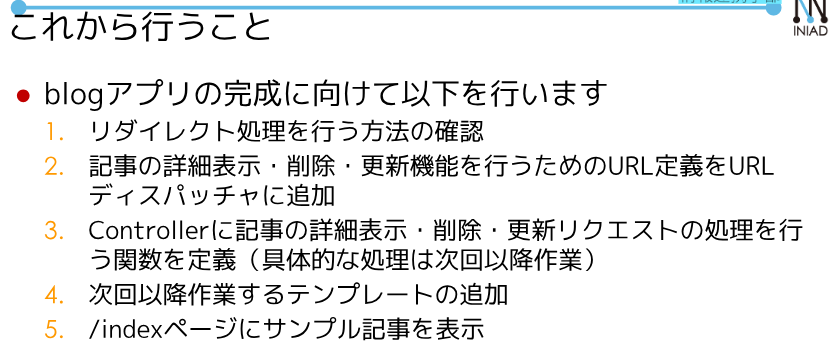 これから行うこと
INIAD
● blogアプリの完成に向けて以下を行います
1. リダイレクト処理を行う方法の確認
2. 記事の詳細表示・削除・更新機能を行うためのURL定義をURL
ディスパッチャに追加
3. Controllerに記事の詳細表示・削除・更新リクエストの処理を行
う関数を定義（具体的な処理は次回以降作業）
4. 次回以降作業するテンプレートの追加
5. /indexページにサンプル記事を表示